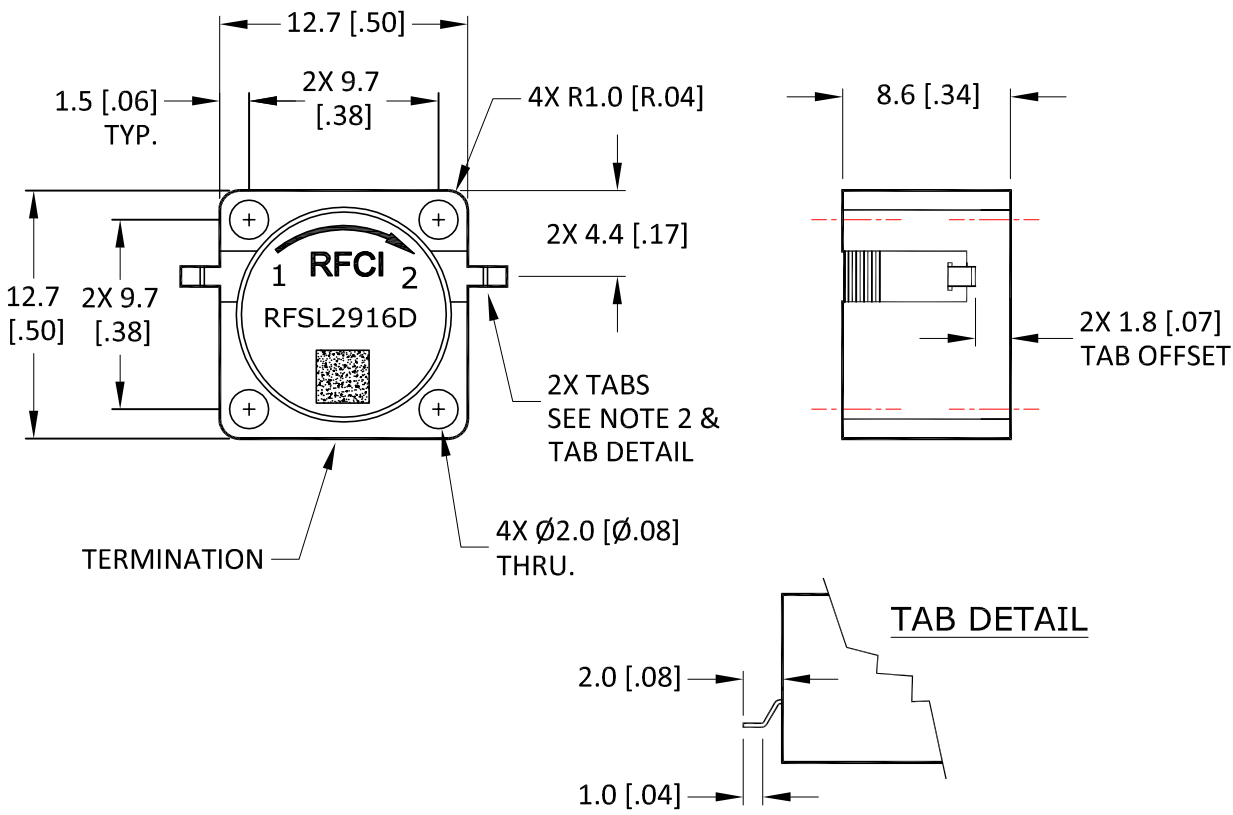 12.7 [.50]
1.5 [.06]
TYP.
2X 9.7
[.38]
4X R1.0 [R.04]
8.6 [.34]
2X 4.4 [.17]
12.7
[.50]
2X 9.7
[.38]
1
RFCI
2
RFSL2916D
2X 1.8 [.07]
TAB OFFSET
2X TABS
SEE NOTE 2 &
TAB DETAIL
TERMINATION
4X Ø2.0 [Ø.08]
THRU.
TAB DETAIL
2.0 [.08]
1.0 [.04]